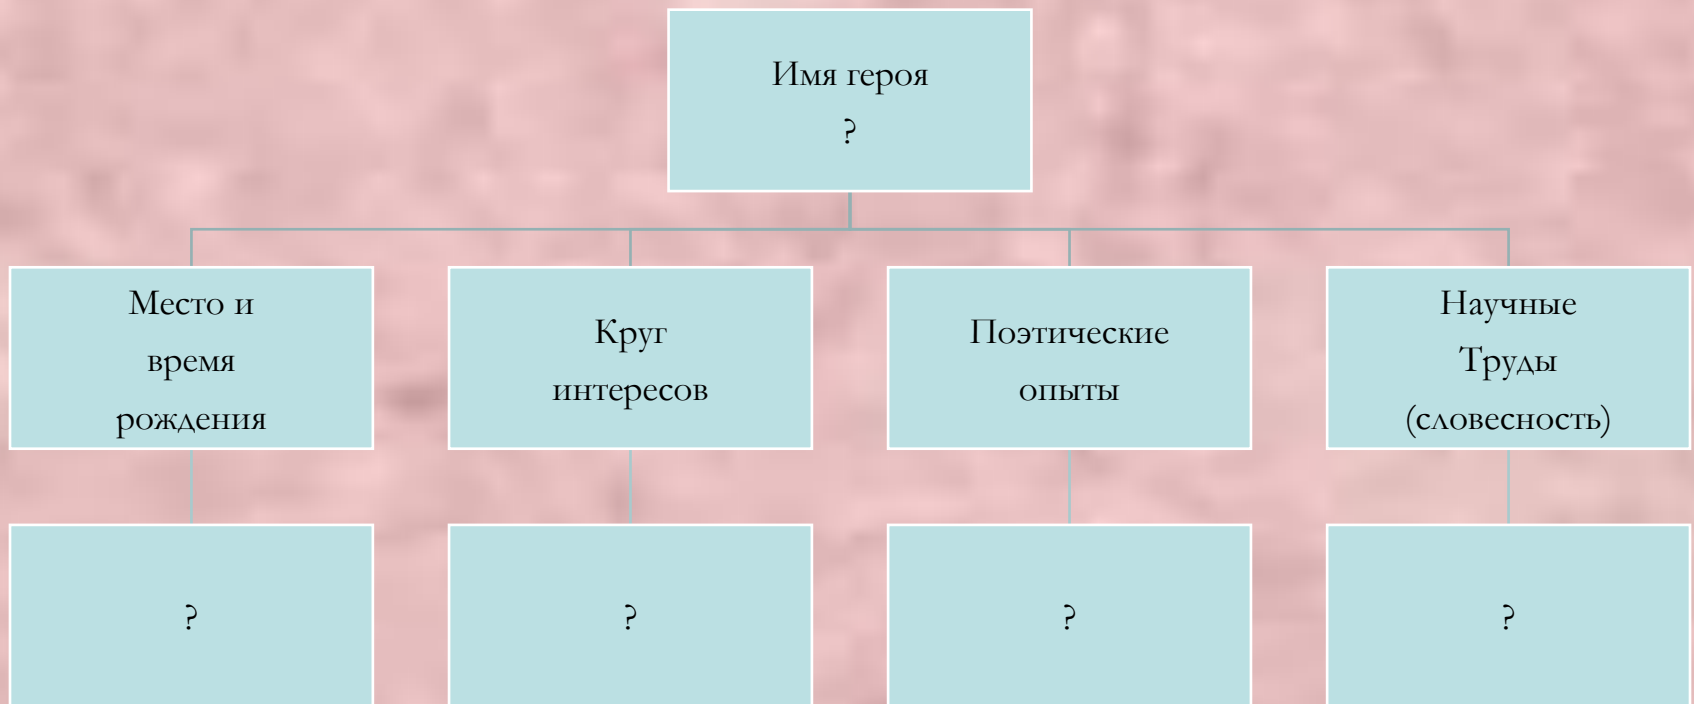 Имя героя
?
Место и
время
рождения
Круг
интересов
Поэтические
опыты
Научные
Труды
(словесность)
?
?
?
?